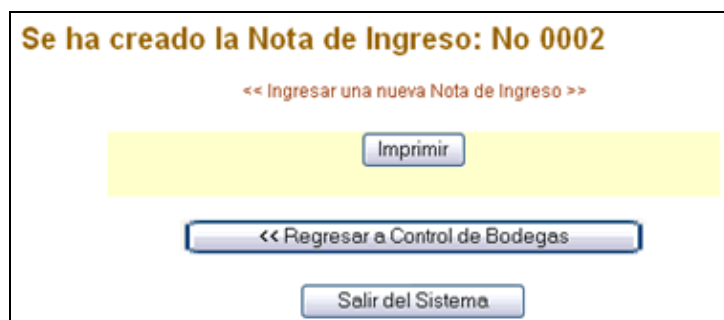 Se ha creado la Nota de Ingreso: No 0002
<< Ingresar una nueva Nota de Ingreso >>
Imprimir
<< Regresar a Control de Bodegas
Salir del Sistema